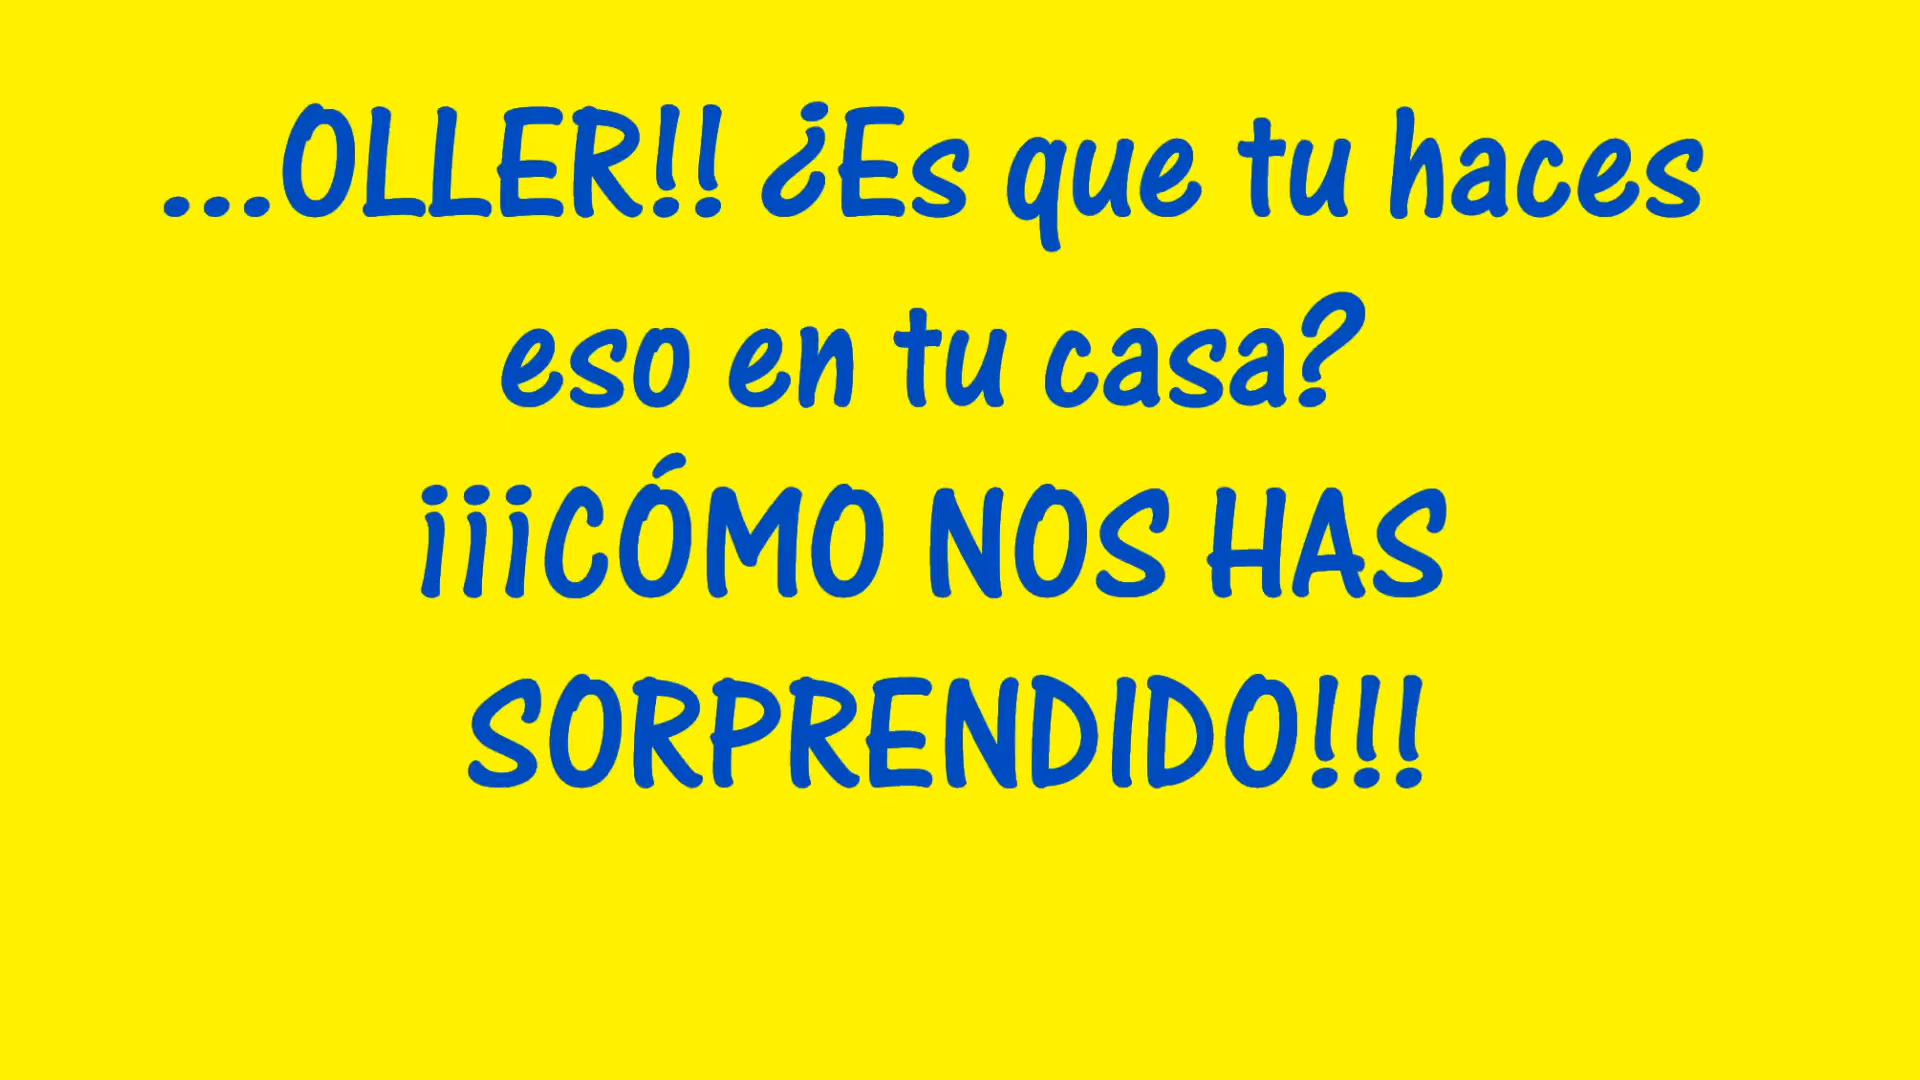 ...OLLER!! ¿Es que tu haces
eso en tu casa?
¡¡¡CÓMO NOS HAS
SORPRENDIDO!!!